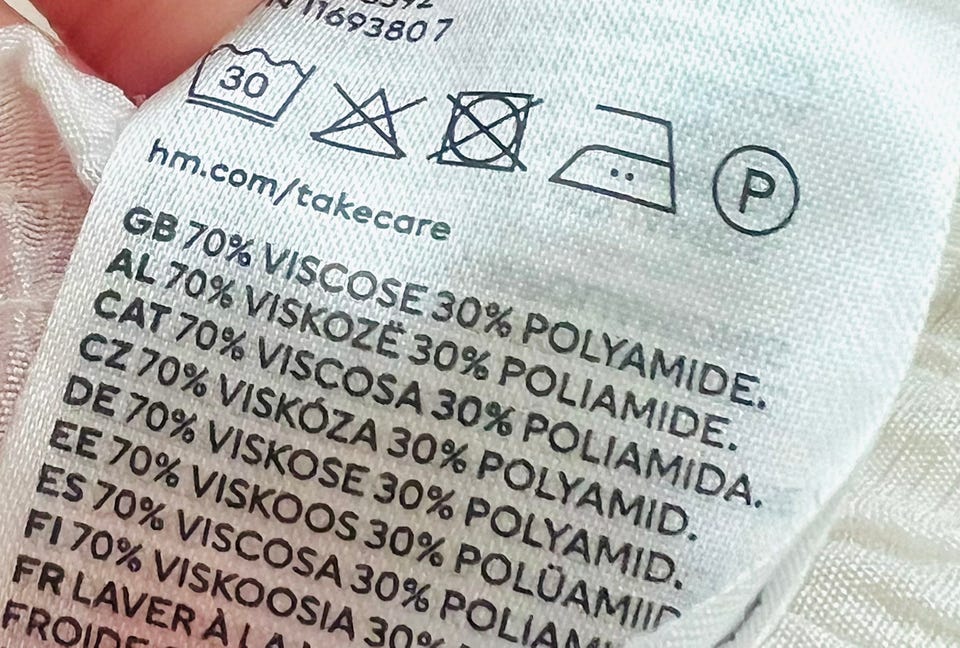 11693807
30
P
hm.com/takecare
GB 70% VISCOSE 30% POLYAMIDE.
AL 70% VISKOZË 30% POLIAMIDE.
CAT 70% VISCOSA 30% POLIAMIDA.
CZ 70% VISKÓZA 30% POLYAMID.
DE 70% VISKOSE 30% POLYAMID.
EE 70% VISKOOS 30%
ES 70% VISCOSA 30%
FI 70% VISKOOSIA 30%
FR LAVER À LA
FROIDE